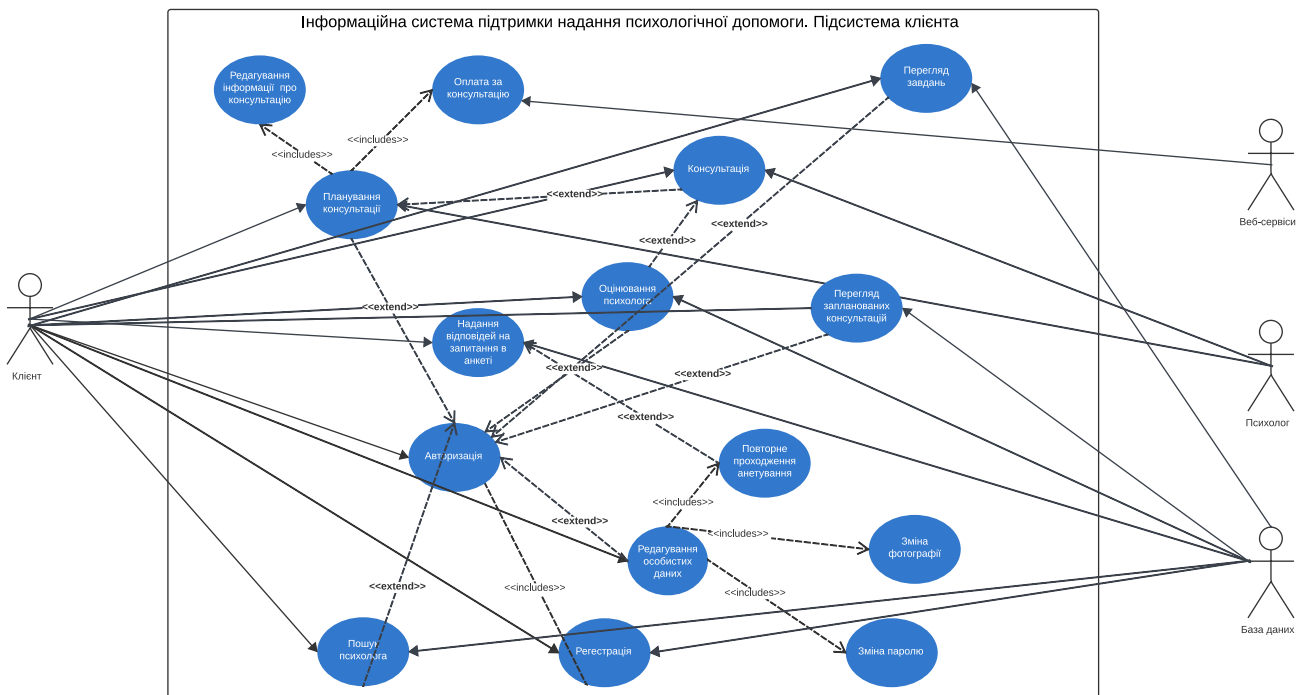 Інформаційна система підтримки надання психологічної допомоги. Підсистема клієнта
Редагування
інформації про
консультацію
Оплата за
консультацію
Перегляд
завдань
<<includes>>
<<includes>>
Консультація
Планування
консультації
<<extend>>
<<extend>>
<<extend>>
Веб-сервіси
Оцінювання
психолога
Перегляд
запланованих
консультацій
<<extend>>
Надання
відповідей на
запитання в
анкеті
Клієнт
<<extend>>
<<extend>>
<<extend>>
Психолог
Авторизація
Повторне
проходження
анетування
<<includes>>
<<extend>>
<<includes>>
Редагування
особистих
даних
Зміна
фотографії
<<extend>>
<<includes>>
<<includes>>
База даних
Пошук
психолога
Регестрація
Зміна паролю